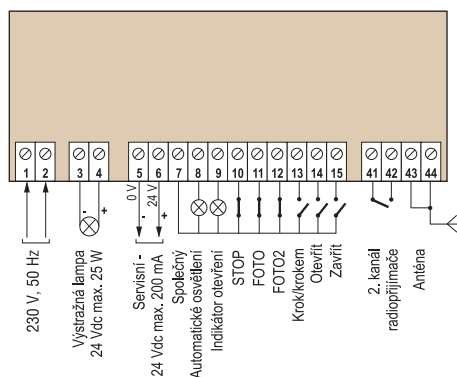 1 2 3 4 5 6 7 8 9 10 11 12 13 14 15 41 42 43 44
- + 0 V - 24 V +
230 V, 50 Hz
Výstražná lampa
24 Vdc max. 25 W
Servisní -
24 Vdc max. 200 mA
Společný
Automatické osvětlení
Indikátor otevření
STOP
FOTO
FOTO2
Krok/krokem
Otevřít
Zavřít
2. kanál
radiopřijímače
Anténa